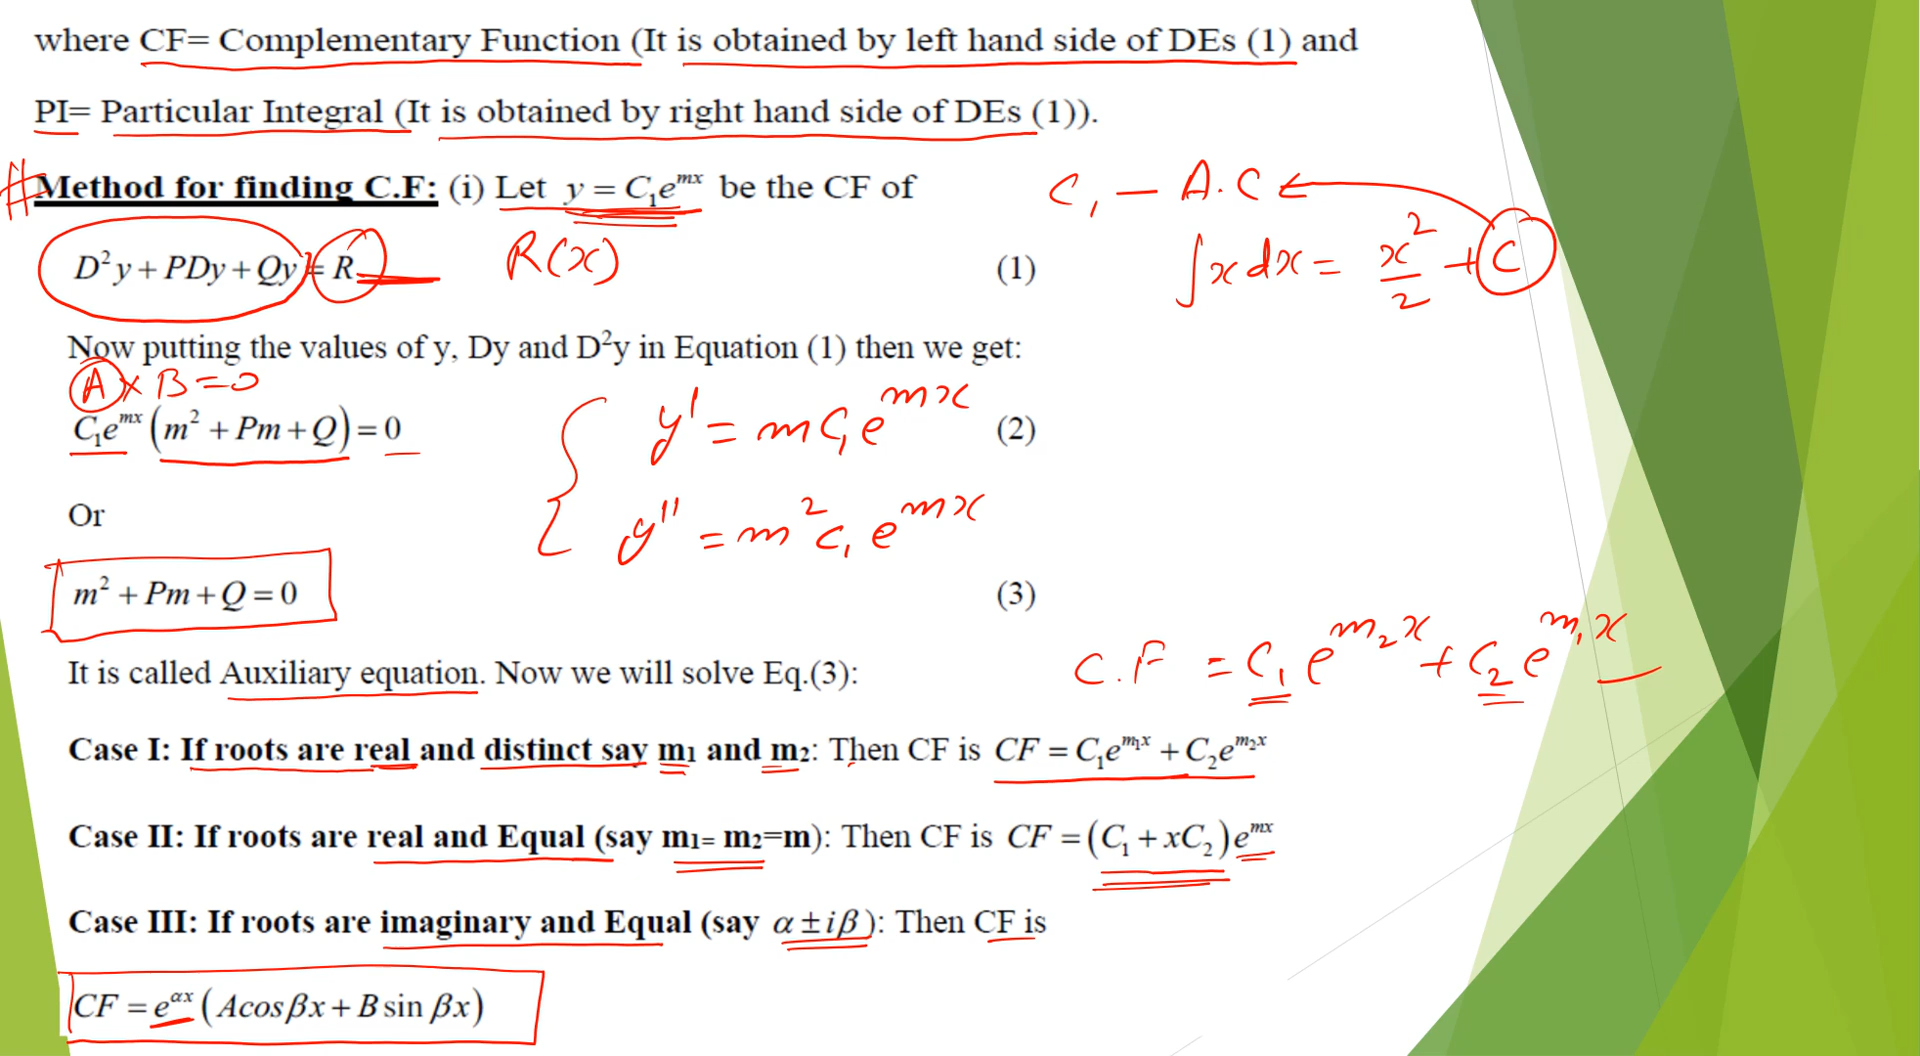 where CF= Complementary Function (It is obtained by left hand side of DEs (1) and
PI= Particular Integral (It is obtained by right hand side of DEs (1)).
# Method for finding C.F: (i) Let y = C₁e^{mx} be the CF of
C₁ — A.C
D²y + PDy + Qy = R
R(x)
(1)
∫x dx = x²/2 + C
Now putting the values of y, Dy and D²y in Equation (1) then we get:
A × B = 0
C₁e^{mx}(m² + Pm + Q) = 0
y' = mC₁e^{mx}
(2)
Or
y'' = m²C₁e^{mx}
m² + Pm + Q = 0
(3)
C.F = C₁e^{m₂x} + C₂e^{m₁x}
It is called Auxiliary equation. Now we will solve Eq.(3):
Case I: If roots are real and distinct say m₁ and m₂: Then CF is CF = C₁e^{m₁x} + C₂e^{m₂x}
Case II: If roots are real and Equal (say m₁= m₂=m): Then CF is CF = (C₁ + xC₂)e^{mx}
Case III: If roots are imaginary and Equal (say α ± iβ): Then CF is
CF = e^{αx}(Acosβx + B sin βx)